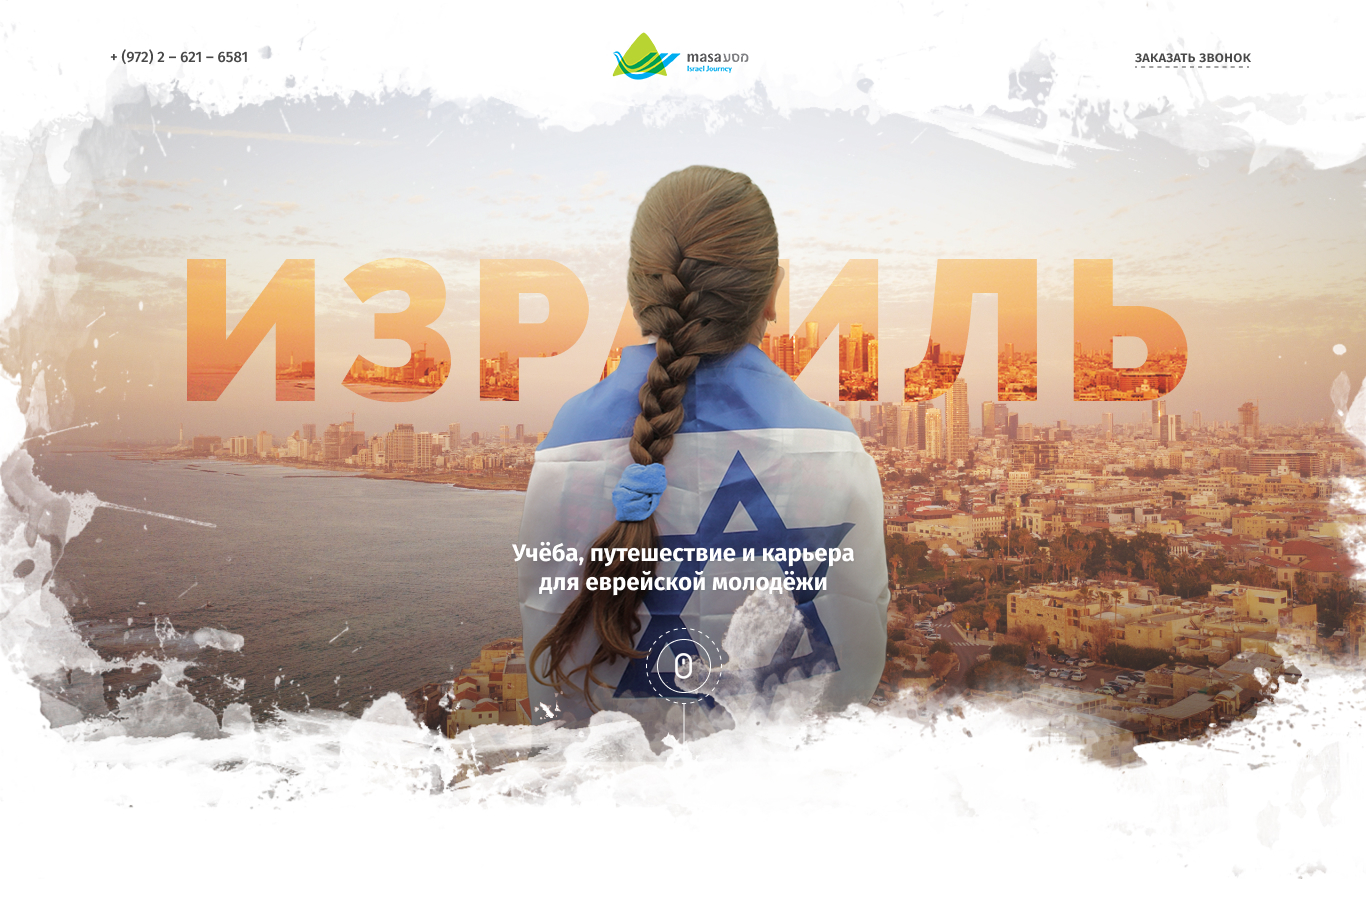 + (972) 2 – 621 – 6581
masa מסע
Israel Journey
ЗАКАЗАТЬ ЗВОНОК
ИЗРАИЛЬ
Учёба, путешествие и карьера
для еврейской молодёжи